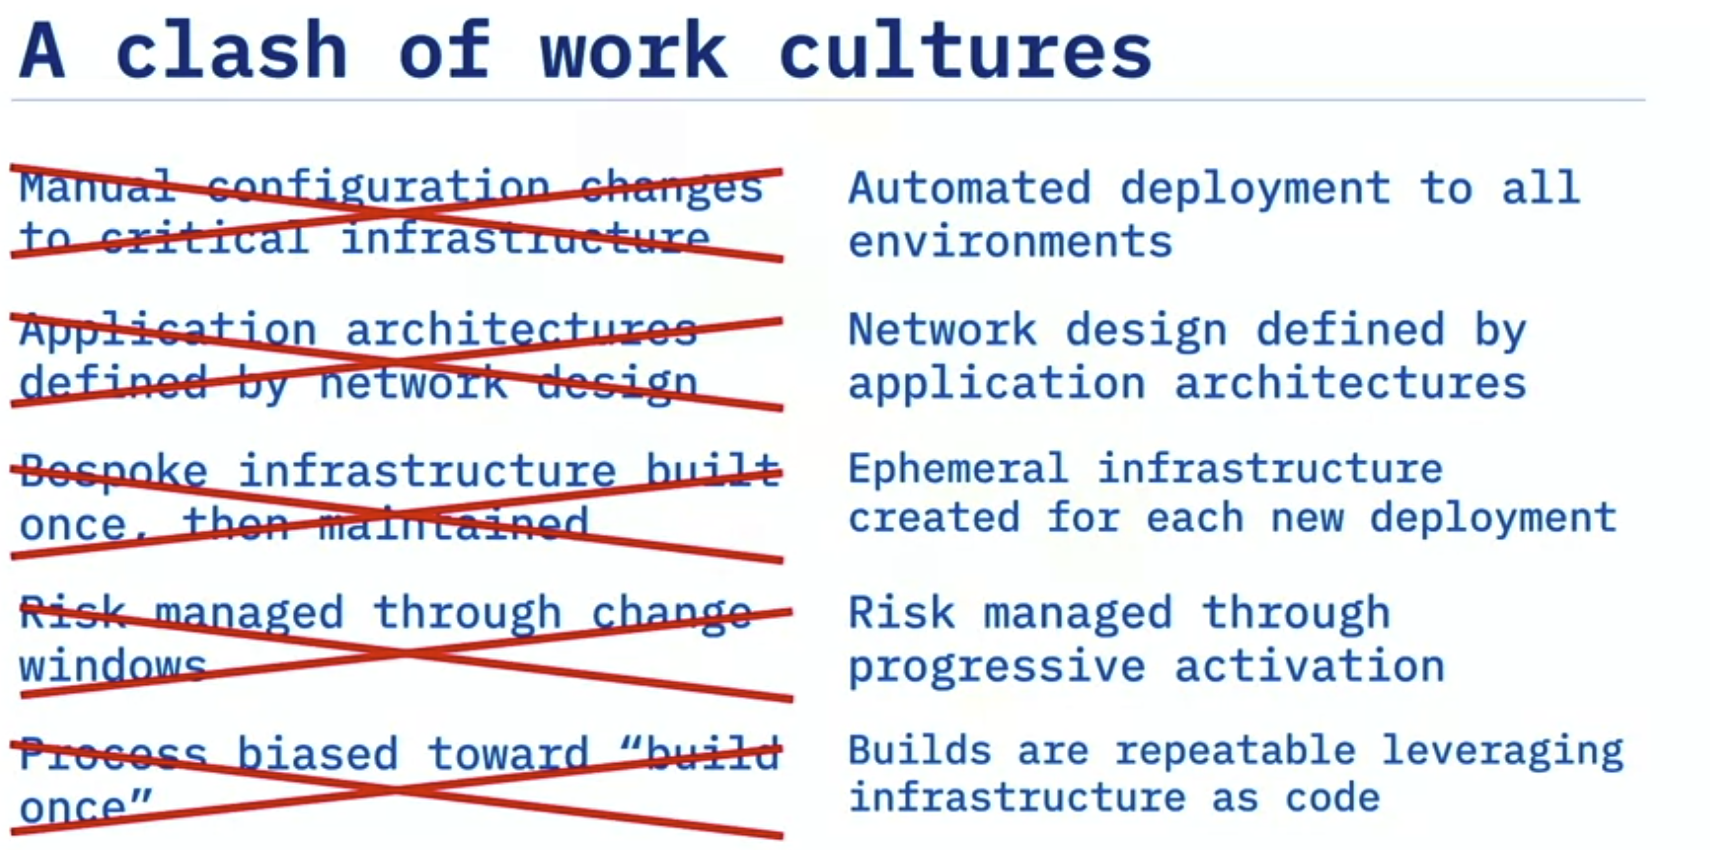 A clash of work cultures
Manual configuration changes
to critical infrastructure
Automated deployment to all
environments
Application architectures
defined by network design
Network design defined by
application architectures
Bespoke infrastructure built
once, then maintained
Ephemeral infrastructure
created for each new deployment
Risk managed through change
windows
Risk managed through
progressive activation
Process biased toward “build
once”
Builds are repeatable leveraging
infrastructure as code